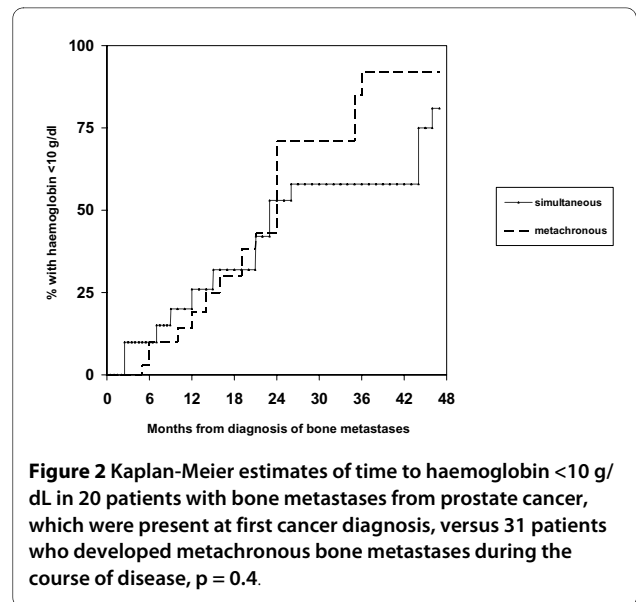 100
75
50
25
0
% with haemoglobin <10 g/dl
0 6 12 18 24 30 36 42 48
Months from diagnosis of bone metastases
simultaneous
metachronous
Figure 2 Kaplan-Meier estimates of time to haemoglobin <10 g/
dL in 20 patients with bone metastases from prostate cancer,
which were present at first cancer diagnosis, versus 31 patients
who developed metachronous bone metastases during the
course of disease, p = 0.4.